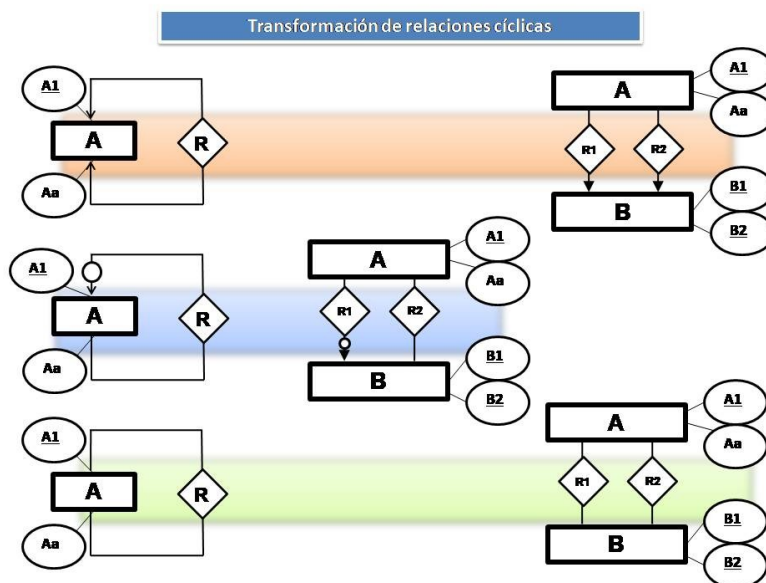 Transformación de relaciones cíclicas
A1
A
Aa
R
A1
A
Aa
R1
R2
B1
B
B2
A1
A
Aa
R
A1
A
Aa
R1
R2
B1
B
B2
A1
A
Aa
R
A1
A
Aa
R1
R2
B1
B
B2